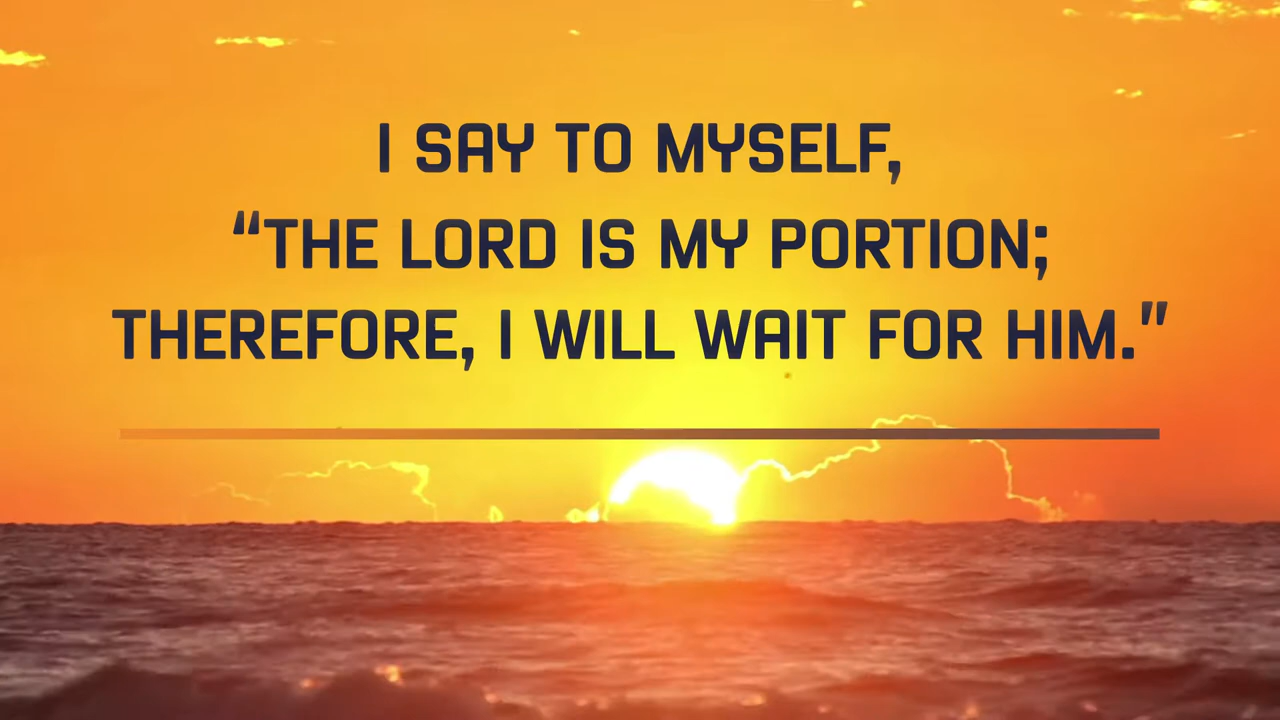 I SAY TO MYSELF,
“THE LORD IS MY PORTION;
THEREFORE, I WILL WAIT FOR HIM.”